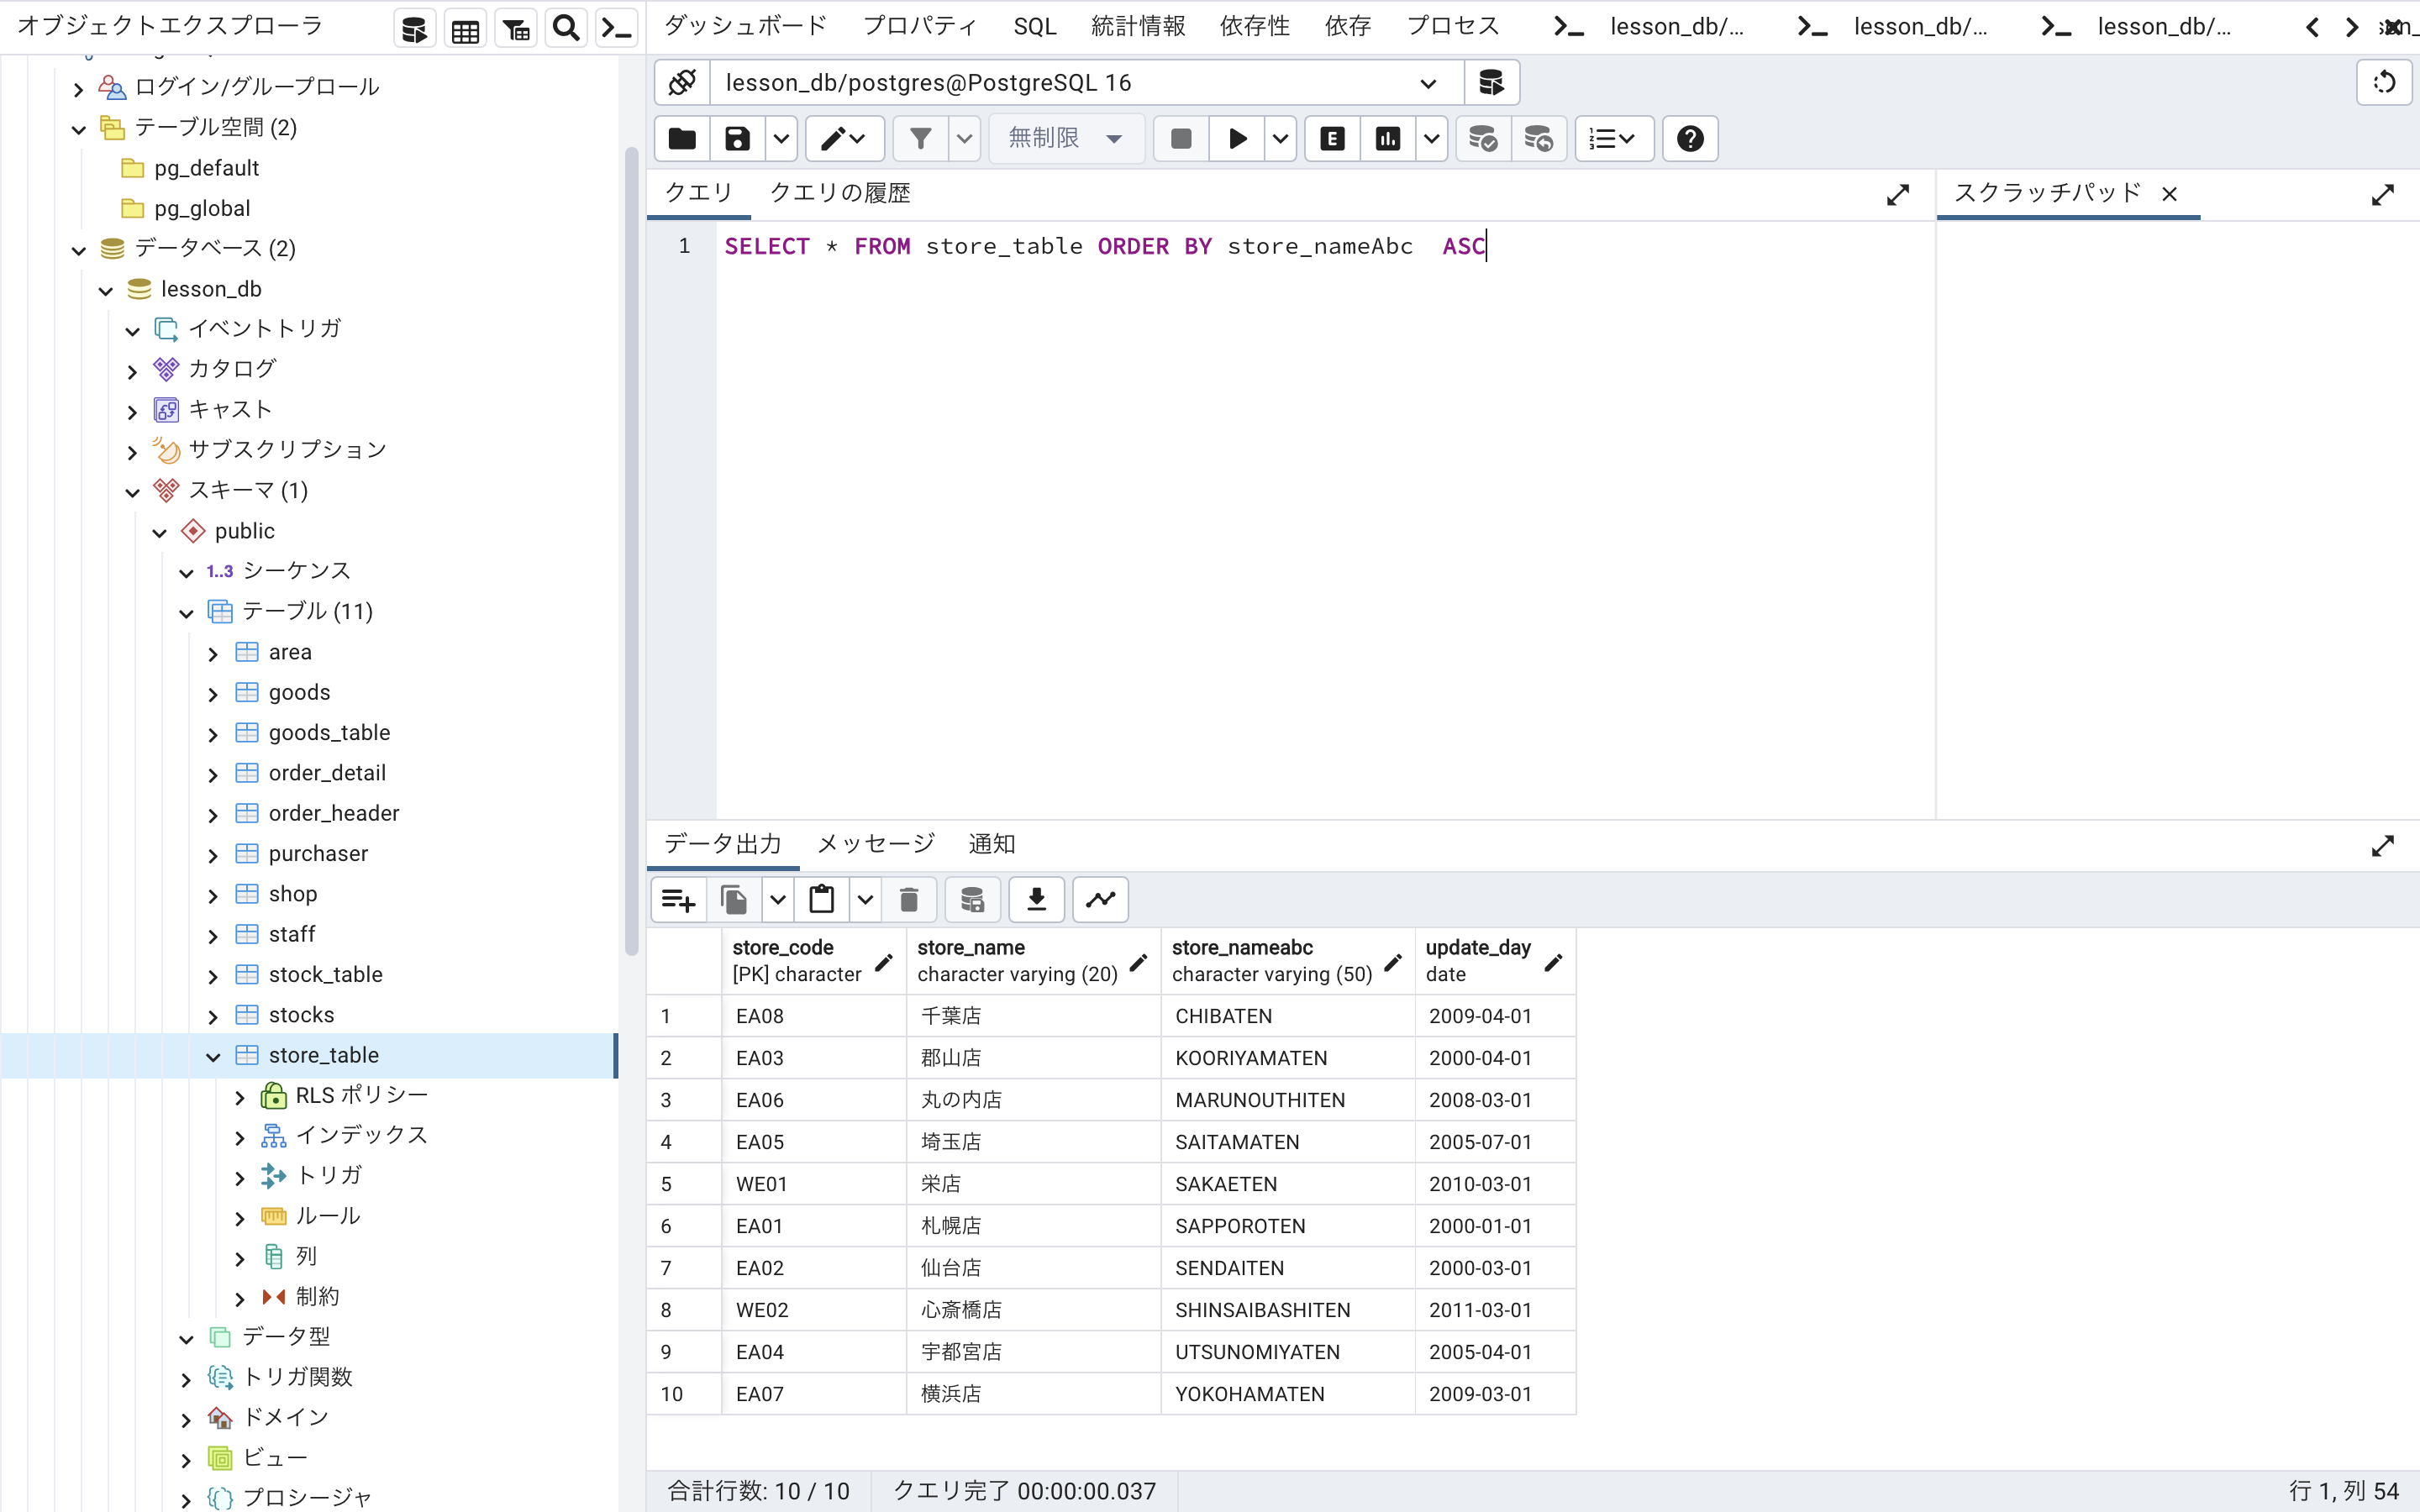 オブジェクトエクスプローラ
ログイン/グループロール
テーブル空間 (2)
pg_default
pg_global
データベース (2)
lesson_db
イベントトリガ
カタログ
キャスト
サブスクリプション
スキーマ (1)
public
1..3 シーケンス
テーブル (11)
area
goods
goods_table
order_detail
order_header
purchaser
shop
staff
stock_table
stocks
store_table
RLS ポリシー
インデックス
トリガ
ルール
列
制約
データ型
トリガ関数
ドメイン
ビュー
プロシージャ
ダッシュボード プロパティ SQL 統計情報 依存性 依存 プロセス lesson_db/... lesson_db/... lesson_db/...
lesson_db/postgres@PostgreSQL 16
無制限
クエリ クエリの履歴
スクラッチパッド
1 SELECT * FROM store_table ORDER BY store_nameAbc  ASC
データ出力 メッセージ 通知
store_code store_name store_nameabc update_day
[PK] character character varying (20) character varying (50) date
1 EA08 千葉店 CHIBATEN 2009-04-01
2 EA03 郡山店 KOORIYAMATEN 2000-04-01
3 EA06 丸の内店 MARUNOUTHITEN 2008-03-01
4 EA05 埼玉店 SAITAMATEN 2005-07-01
5 WE01 栄店 SAKAETEN 2010-03-01
6 EA01 札幌店 SAPPOROTEN 2000-01-01
7 EA02 仙台店 SENDAITEN 2000-03-01
8 WE02 心斎橋店 SHINSAIBASHITEN 2011-03-01
9 EA04 宇都宮店 UTSUNOMIYATEN 2005-04-01
10 EA07 横浜店 YOKOHAMATEN 2009-03-01
合計行数: 10 / 10 クエリ完了 00:00:00.037 行 1, 列 54